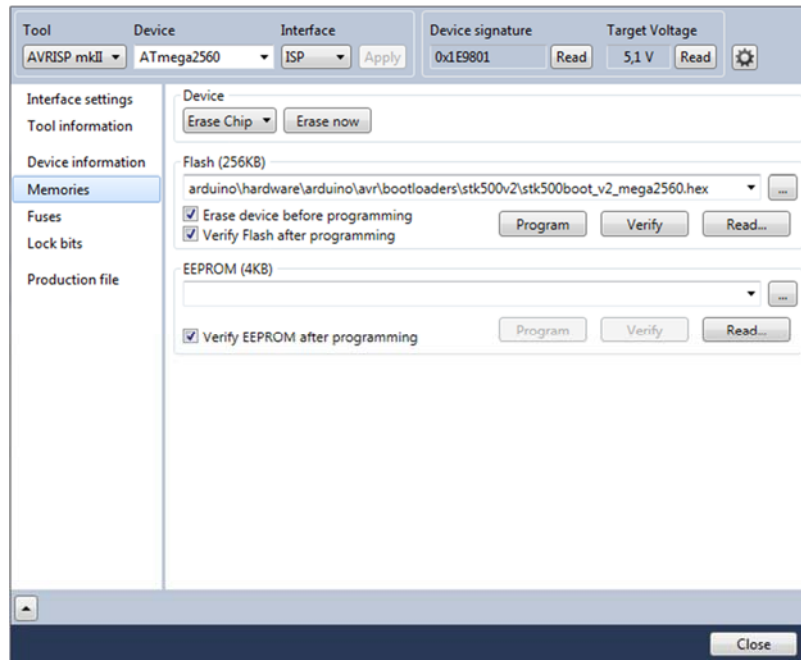 Tool Device Interface Device signature Target Voltage
AVRISP mkII ATmega2560 ISP Apply 0x1E9801 Read 5,1 V Read
Interface settings
Tool information
Device information
Memories
Fuses
Lock bits
Production file
Device
Erase Chip Erase now
Flash (256KB)
arduino\hardware\arduino\avr\bootloaders\stk500v2\stk500boot_v2_mega2560.hex ...
Erase device before programming
Verify Flash after programming
Program Verify Read...
EEPROM (4KB)
...
Verify EEPROM after programming
Program Verify Read...
Close